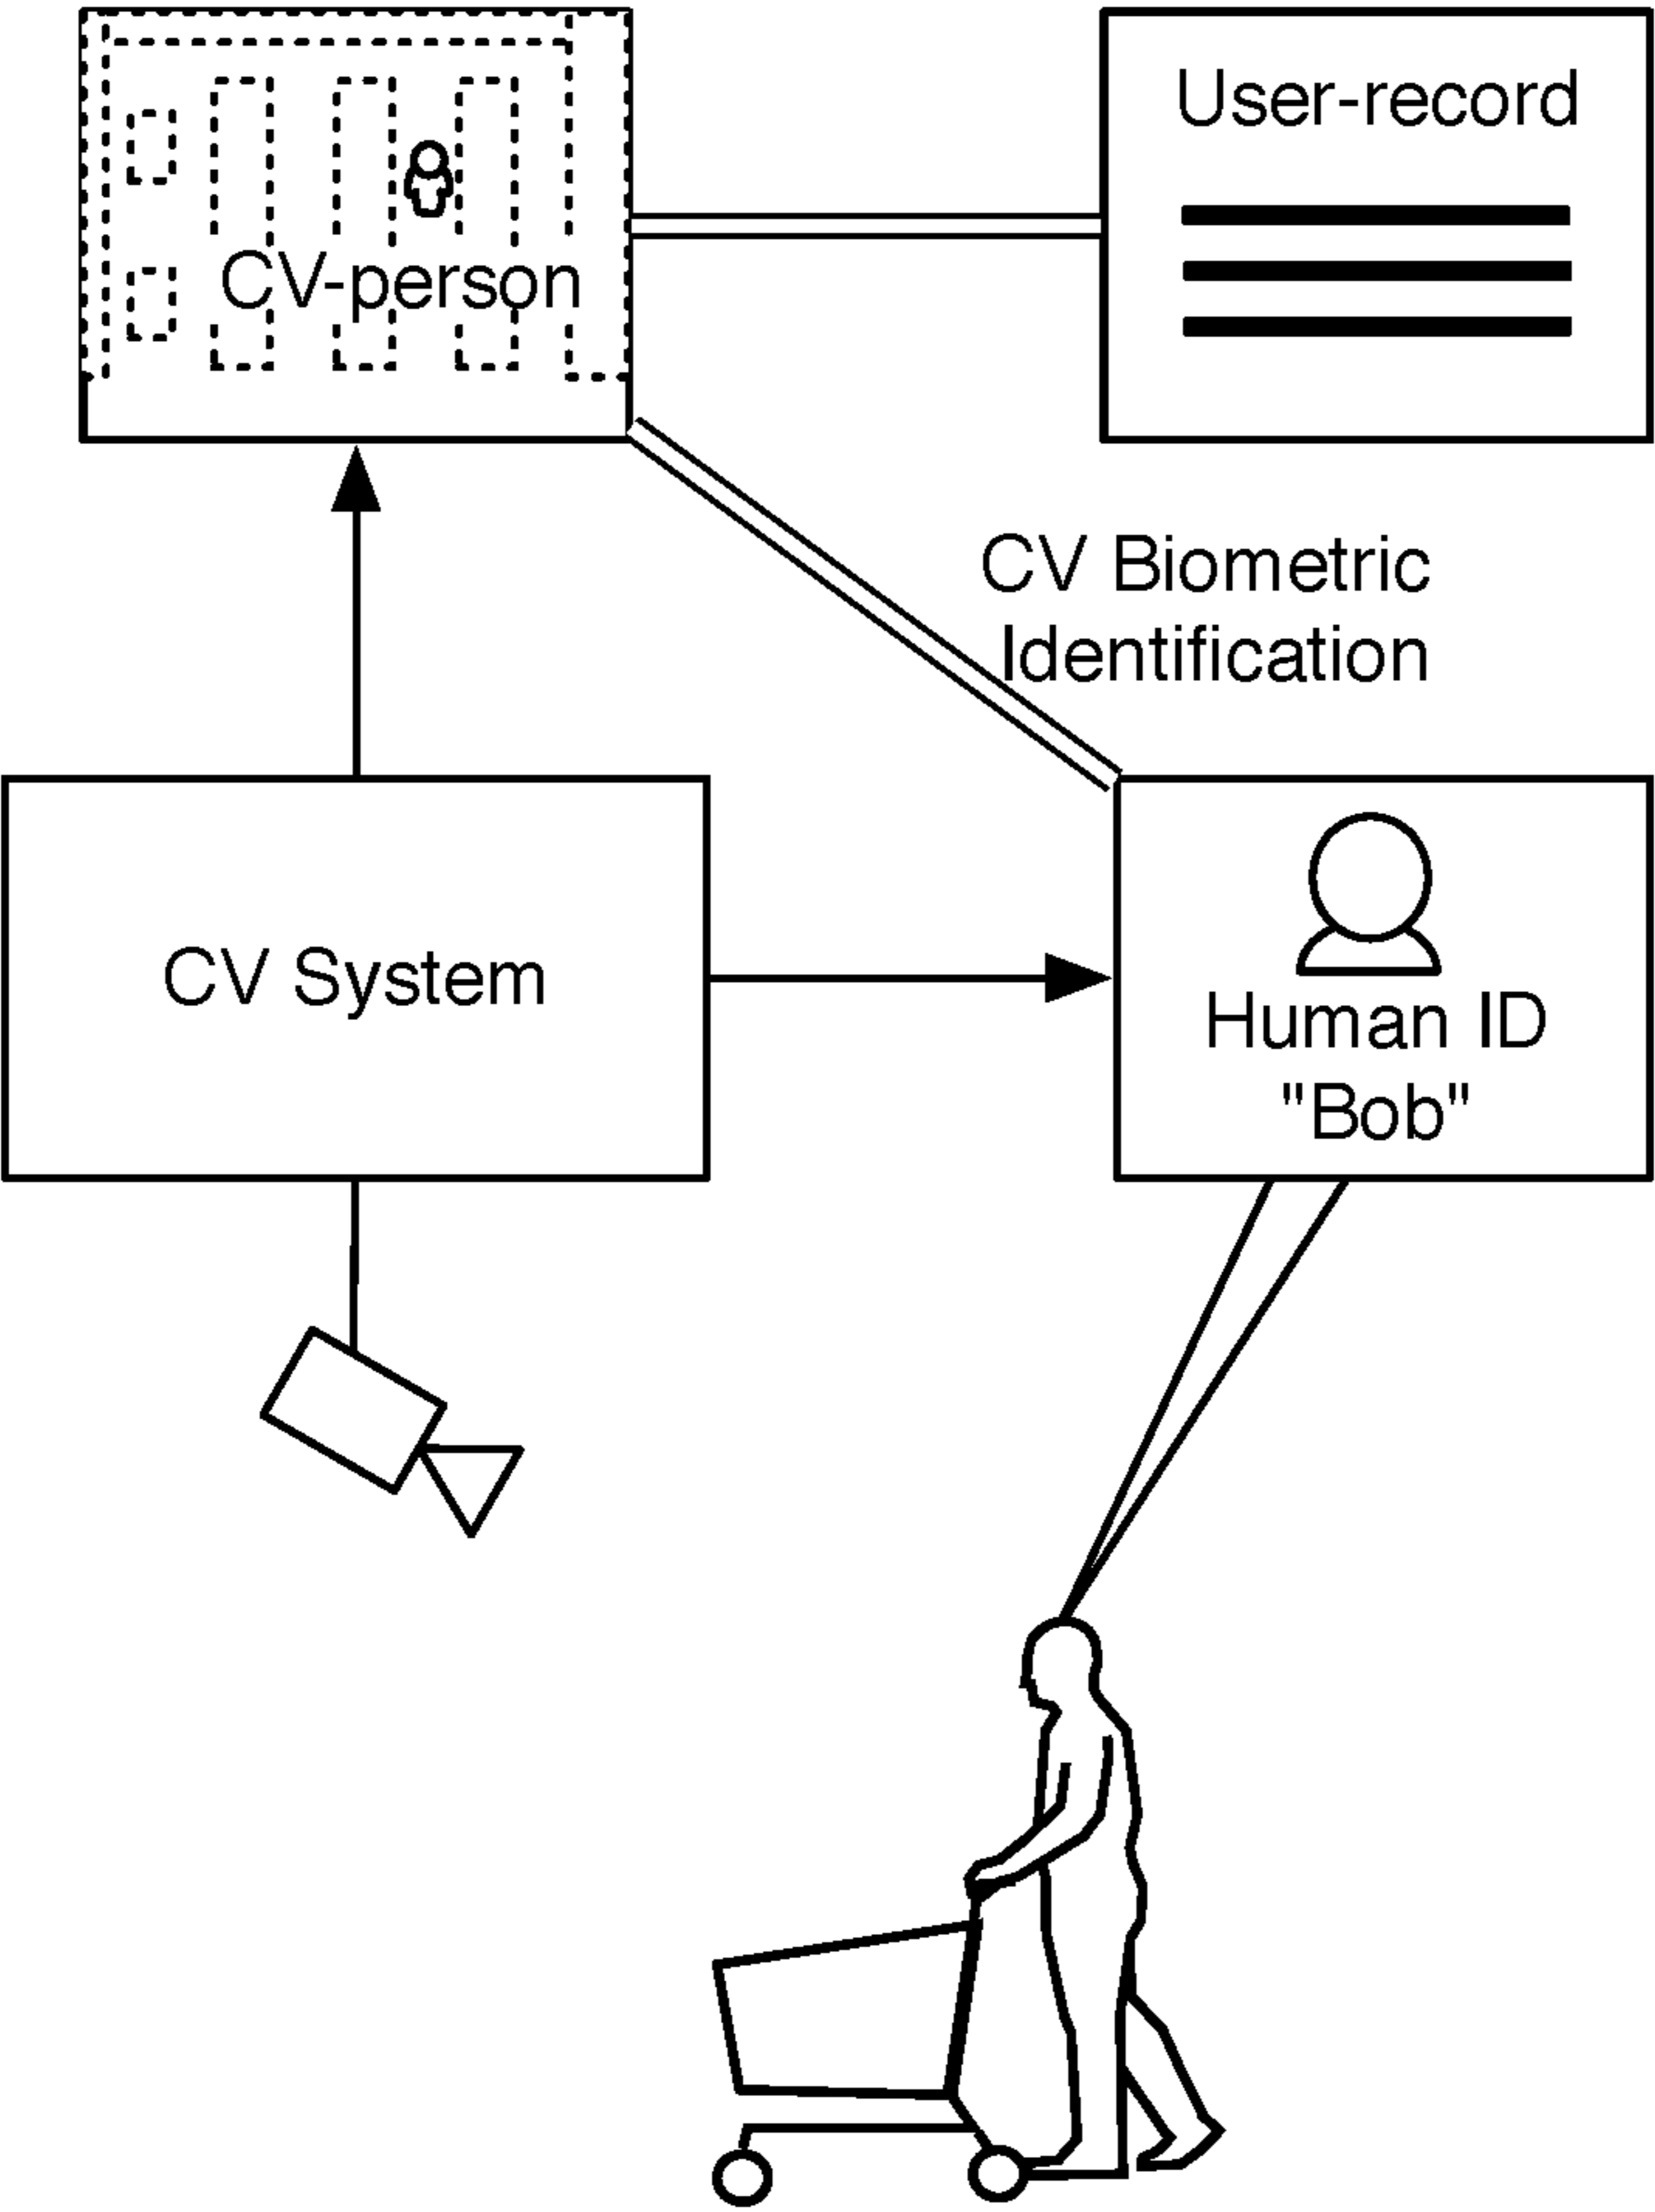 User-record
CV-person
CV Biometric
Identification
CV System
Human ID
"Bob"